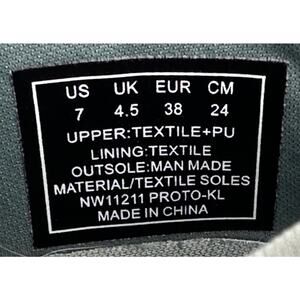 US UK EUR CM
7 4.5 38 24
UPPER:TEXTILE+PU
LINING:TEXTILE
OUTSOLE:MAN MADE
MATERIAL/TEXTILE SOLES
NW11211 PROTO-KL
MADE IN CHINA